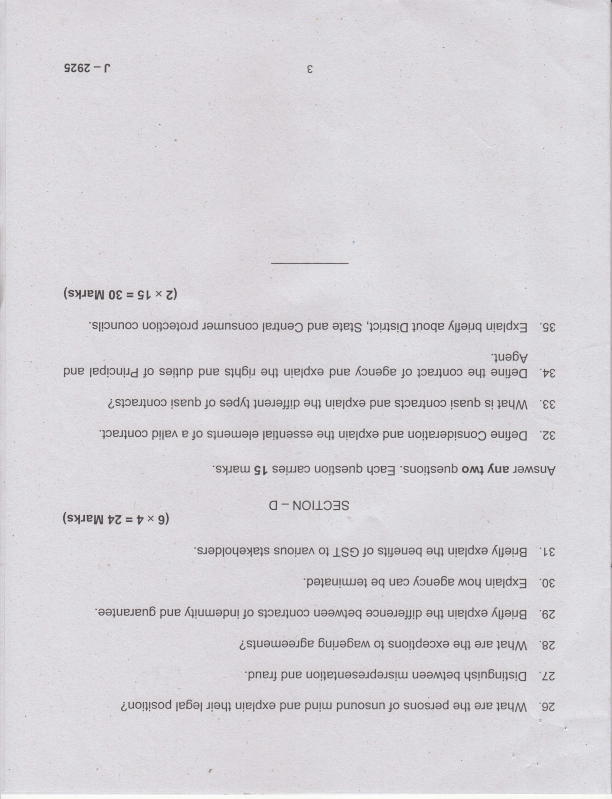 26. What are the persons of unsound mind and explain their legal position?
27. Distinguish between misrepresentation and fraud.
28. What are the exceptions to wagering agreements?
29. Briefly explain the difference between contracts of indemnity and guarantee.
30. Explain how agency can be terminated.
31. Briefly explain the benefits of GST to various stakeholders.
(6 × 4 = 24 Marks)
SECTION – D
Answer any two questions. Each question carries 15 marks.
32. Define Consideration and explain the essential elements of a valid contract.
33. What is quasi contracts and explain the different types of quasi contracts?
34. Define the contract of agency and explain the rights and duties of Principal and
Agent.
35. Explain briefly about District, State and Central consumer protection councils.
(2 × 15 = 30 Marks)
3
J – 2925